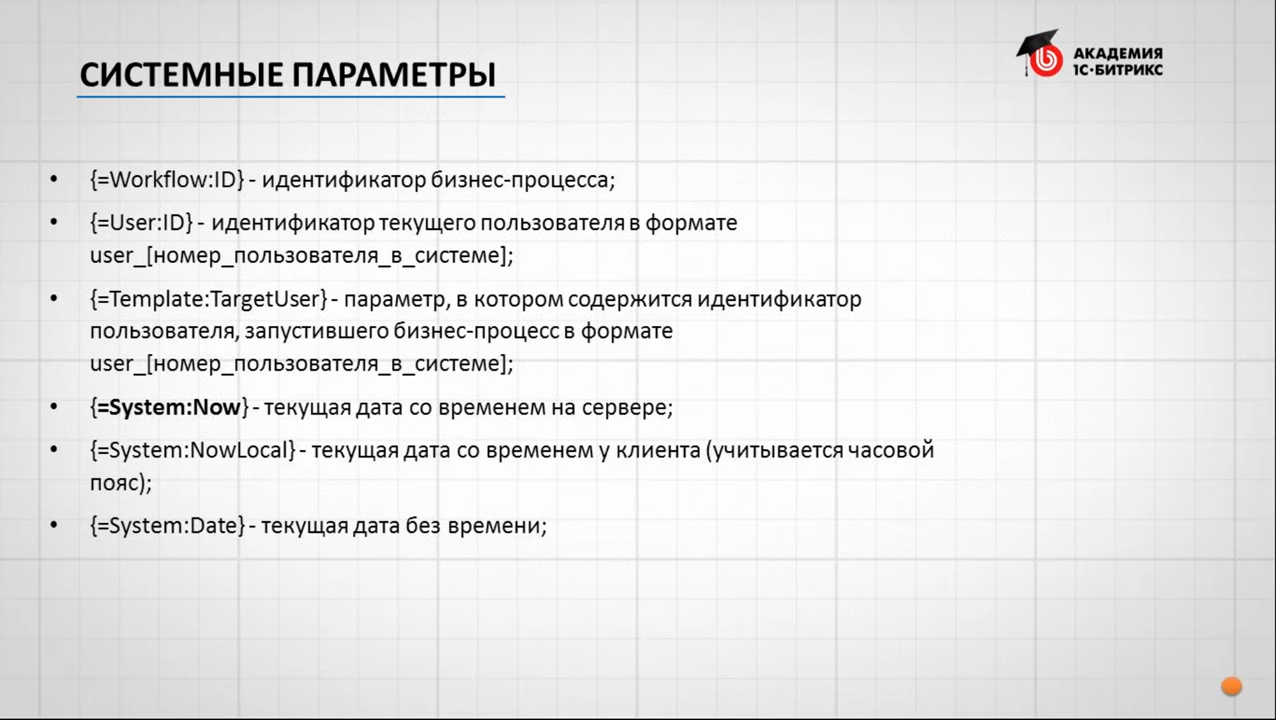 СИСТЕМНЫЕ ПАРАМЕТРЫ
АКАДЕМИЯ
1С·БИТРИКС
• {=Workflow:ID} - идентификатор бизнес-процесса;
• {=User:ID} - идентификатор текущего пользователя в формате
user_[номер_пользователя_в_системе];
• {=Template:TargetUser} - параметр, в котором содержится идентификатор
пользователя, запустившего бизнес-процесс в формате
user_[номер_пользователя_в_системе];
• {=System:Now} - текущая дата со временем на сервере;
• {=System:NowLocal} - текущая дата со временем у клиента (учитывается часовой
пояс);
• {=System:Date} - текущая дата без времени;